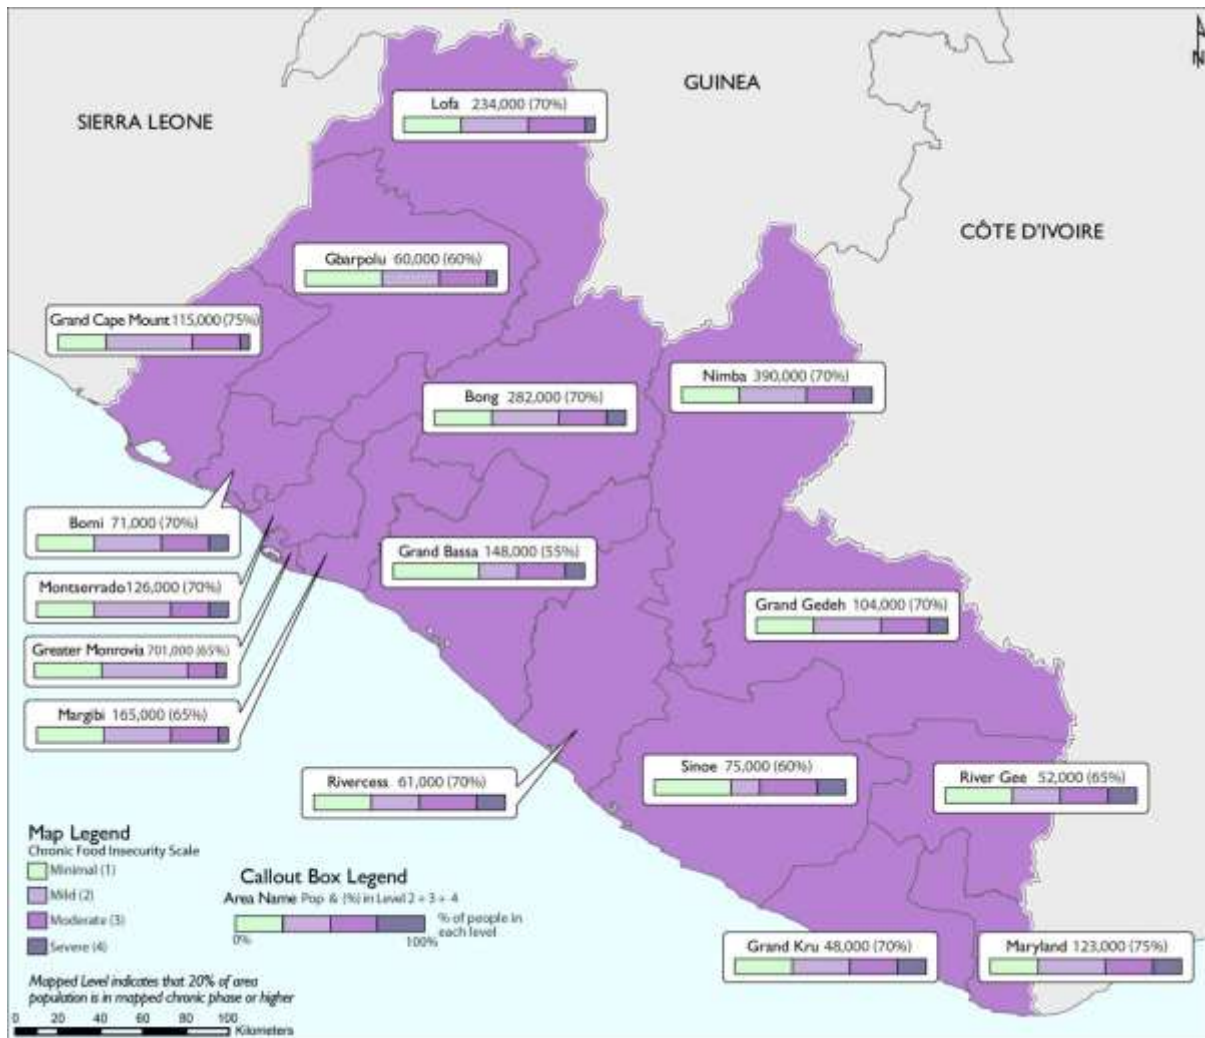 N
GUINEA
SIERRA LEONE
CÔTE D'IVOIRE
Lofa 234,000 (70%)
Gbarpolu 60,000 (60%)
Grand Cape Mount 115,000 (75%)
Nimba 390,000 (70%)
Bong 282,000 (70%)
Bomi 71,000 (70%)
Grand Bassa 148,000 (55%)
Montserrado 126,000 (70%)
Grand Gedeh 104,000 (70%)
Greater Monrovia 701,000 (65%)
Margibi 165,000 (65%)
Rivercess 61,000 (70%)
Sinoe 75,000 (60%)
River Gee 52,000 (65%)
Grand Kru 48,000 (70%)
Maryland 123,000 (75%)
Map Legend
Chronic Food Insecurity Scale
Minimal (1)
Mild (2)
Moderate (3)
Severe (4)
Callout Box Legend
Area Name Pop & (%) in Level 2 + 3 + 4
% of people in
each level
0% 100%
Mapped Level indicates that 20% of area
population is in mapped chronic phase or higher
0 20 40 60 80 100
Kilometers